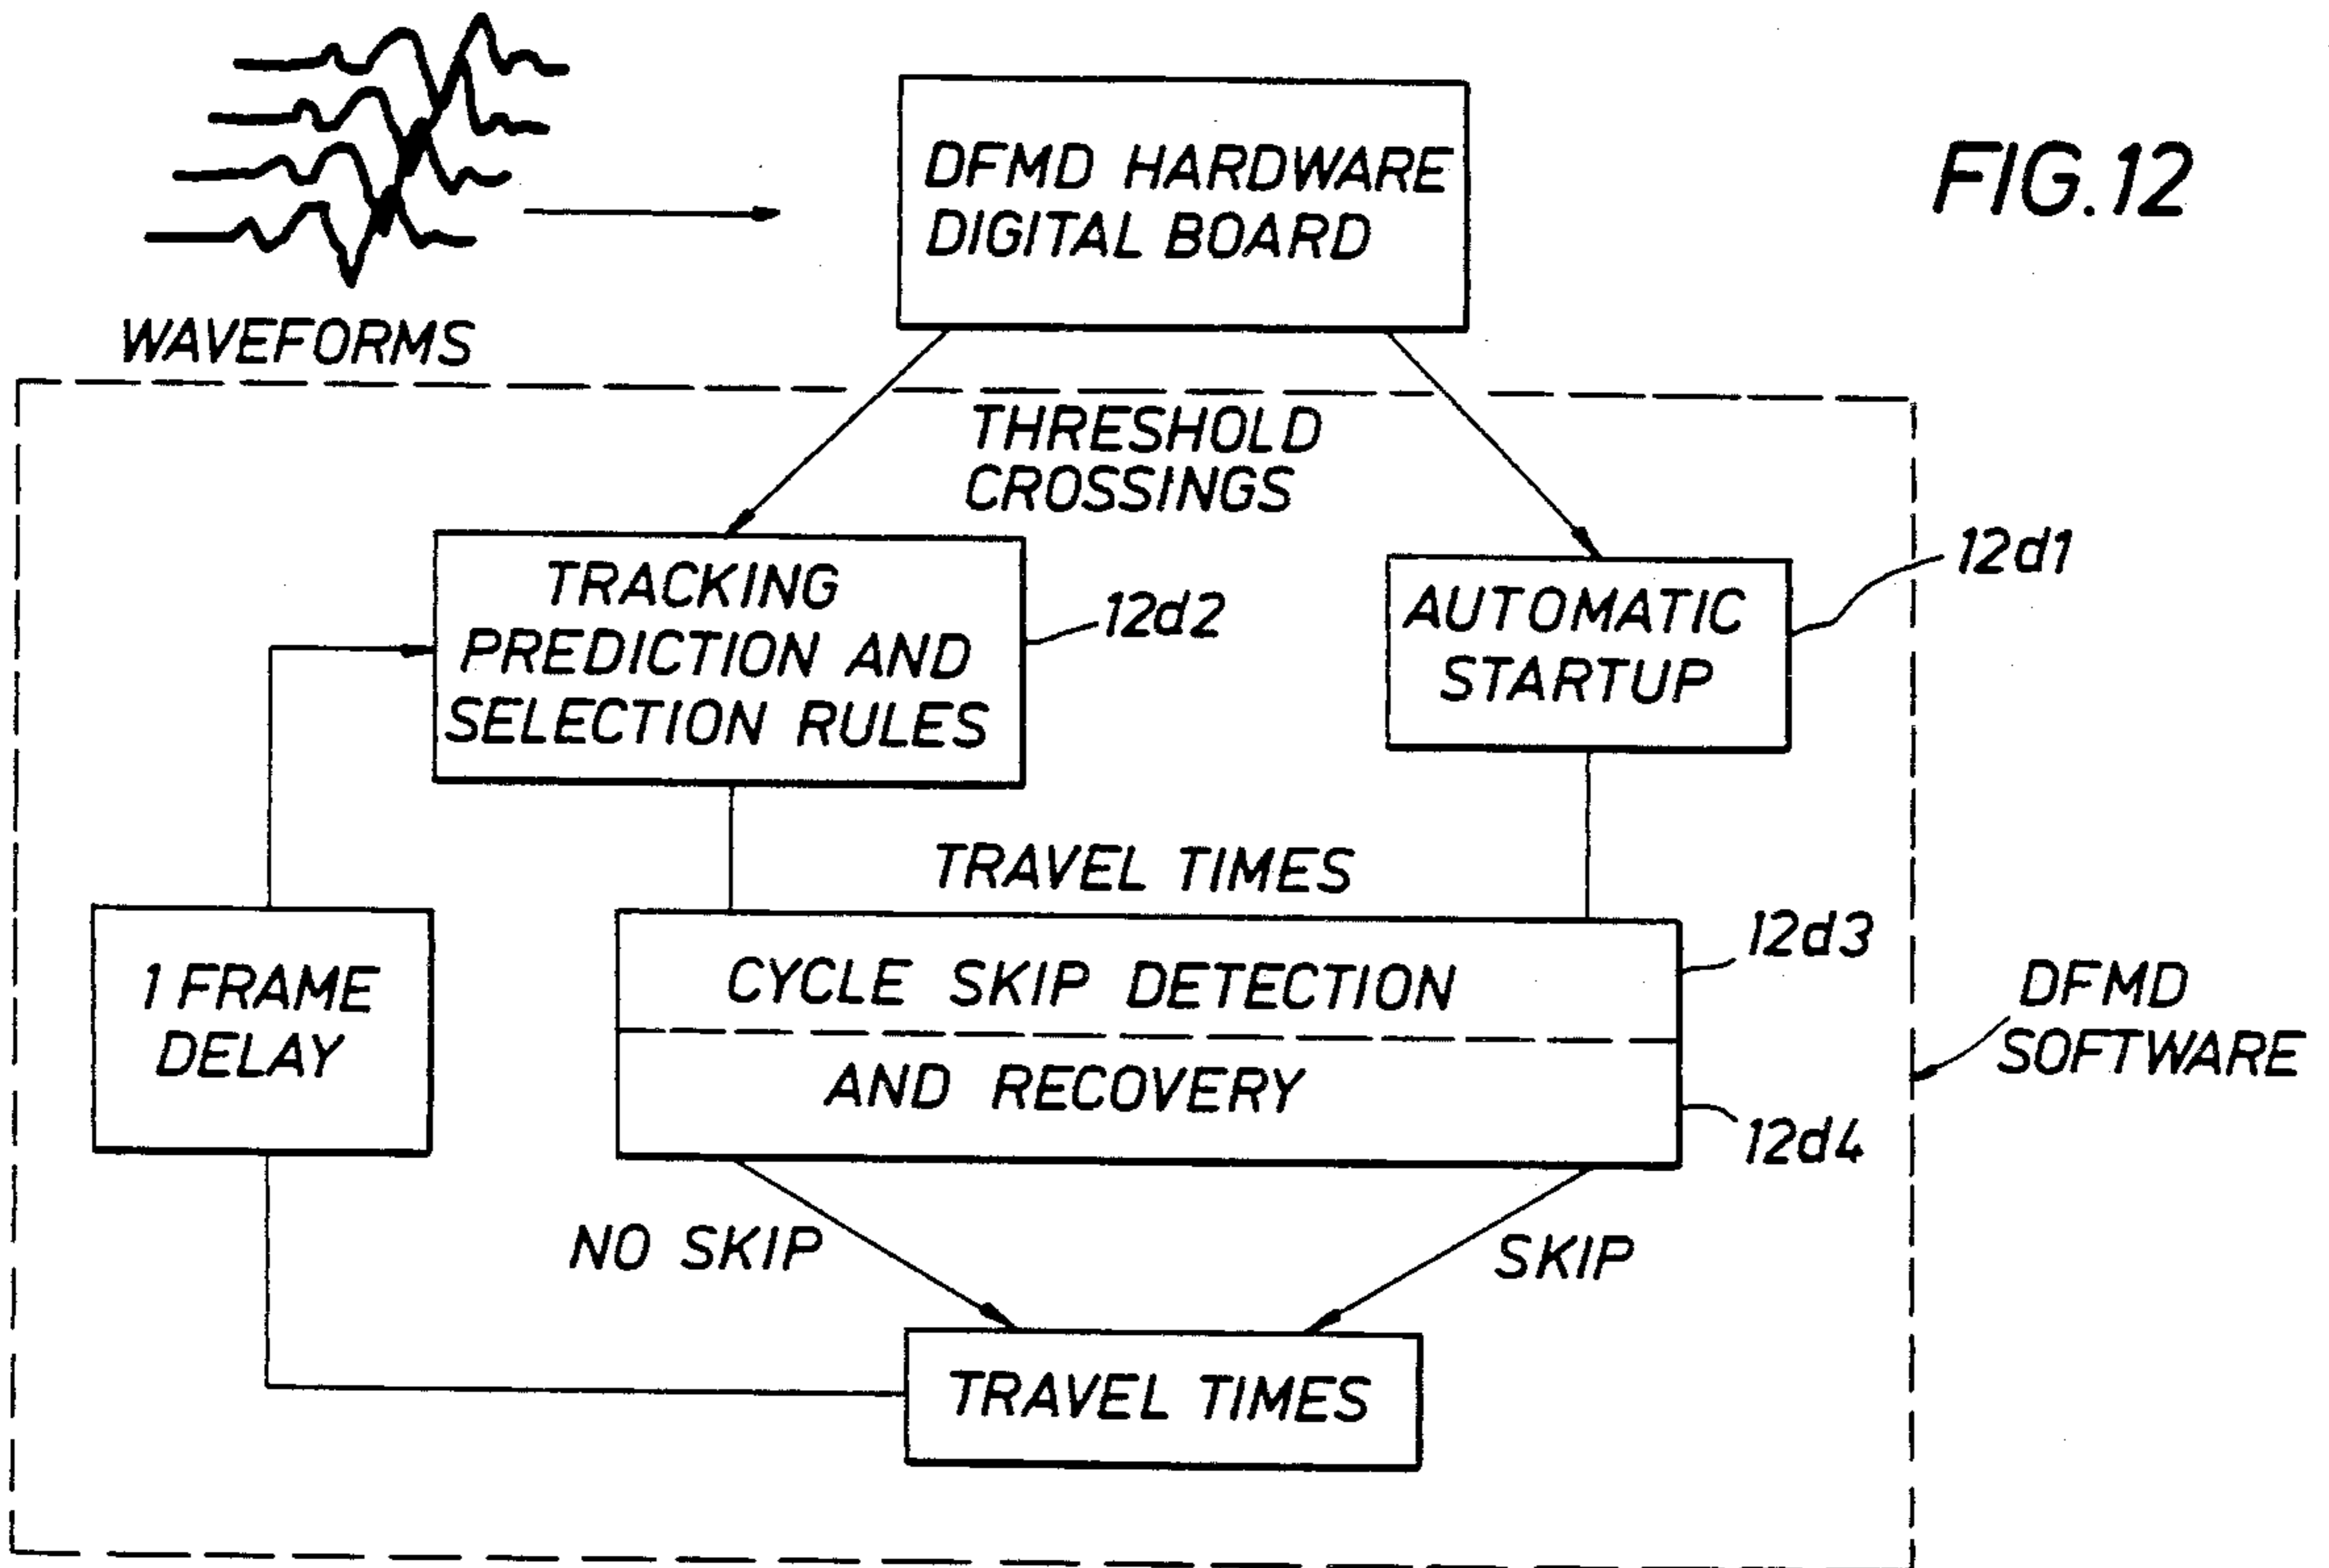 FIG.12
DFMD HARDWARE
DIGITAL BOARD
WAVEFORMS
THRESHOLD
CROSSINGS
TRACKING
PREDICTION AND
SELECTION RULES
12d2
AUTOMATIC
STARTUP
12d1
TRAVEL TIMES
1 FRAME
DELAY
CYCLE SKIP DETECTION
AND RECOVERY
12d3
12d4
DFMD
SOFTWARE
NO SKIP
SKIP
TRAVEL TIMES